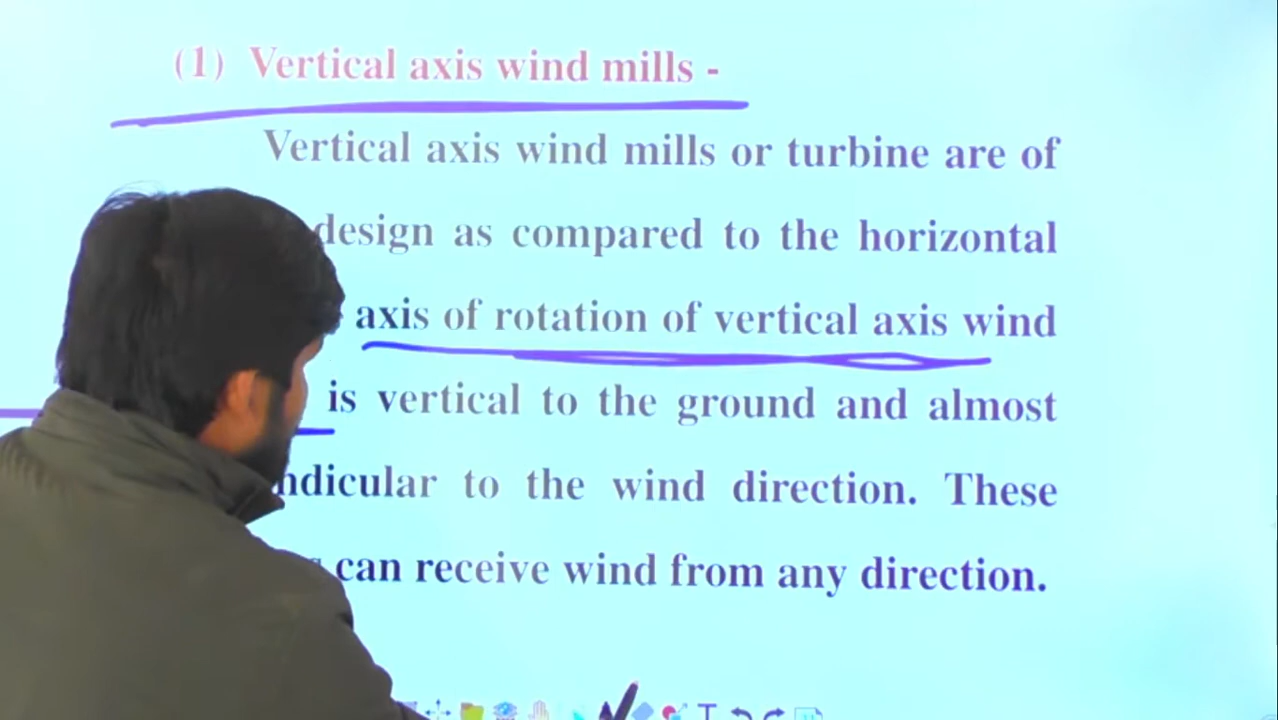 (1) Vertical axis wind mills -
Vertical axis wind mills or turbine are of
design as compared to the horizontal
axis of rotation of vertical axis wind
is vertical to the ground and almost
to the wind direction. These
can receive wind from any direction.